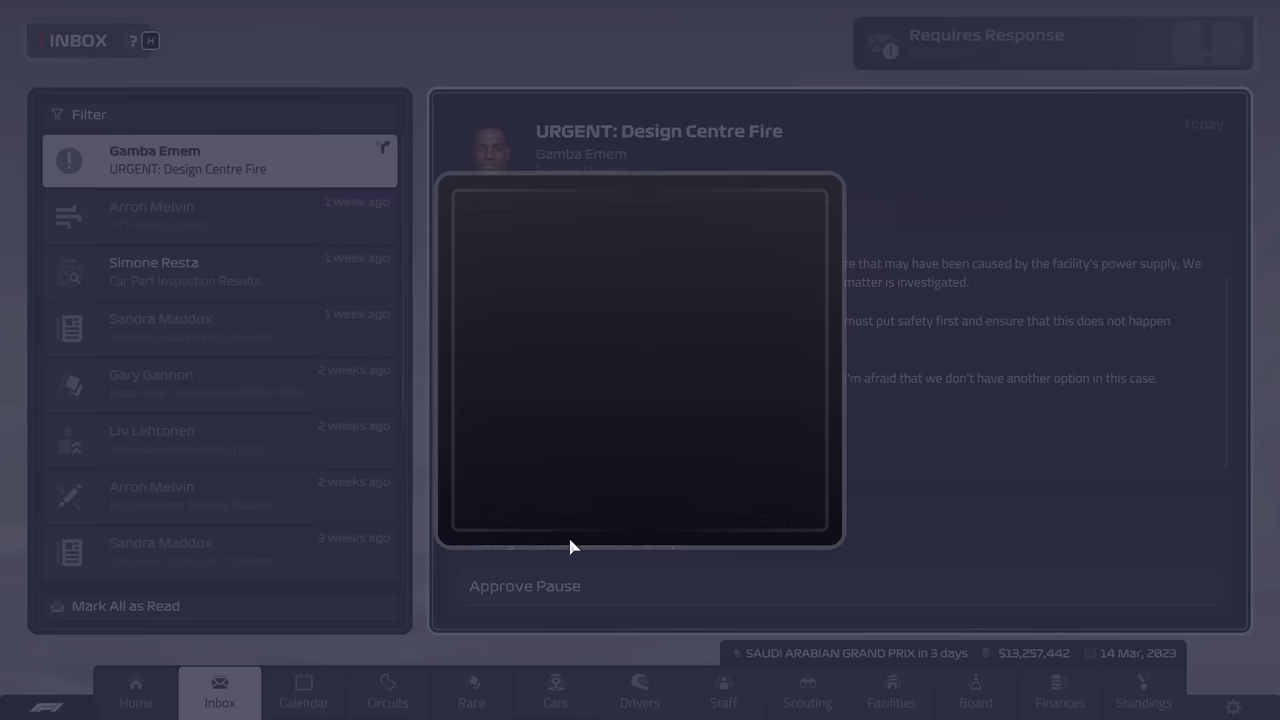 INBOX
? H
Requires Response
Filter
Gamba Emem
URGENT: Design Centre Fire
Arron Melvin
1 week ago
Simone Resta
1 week ago
Car Part Inspection Results
Sandra Maddox
1 week ago
Gary Gannon
2 weeks ago
Liv Lehtonen
2 weeks ago
Arron Melvin
2 weeks ago
Sandra Maddox
3 weeks ago
Mark All as Read
URGENT: Design Centre Fire
Today
Gamba Emem
re that may have been caused by the facility's power supply. We
matter is investigated.
must put safety first and ensure that this does not happen
I'm afraid that we don't have another option in this case.
Approve Pause
SAUDI ARABIAN GRAND PRIX in 3 days
$13,257,442
14 Mar, 2023
Home
Inbox
Calendar
Circuits
Race
Cars
Drivers
Staff
Scouting
Facilities
Board
Finances
Standings